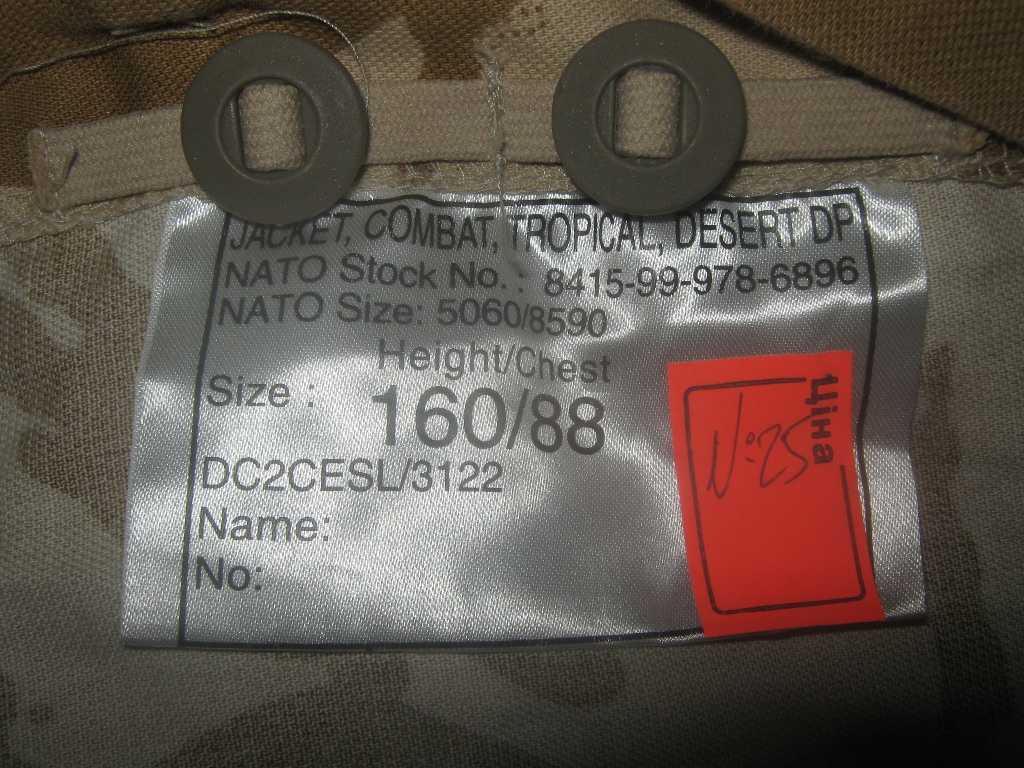 JACKET, COMBAT, TROPICAL, DESERT DP
NATO Stock No. : 8415-99-978-6896
NATO Size: 5060/8590
Height/Chest
Size : 160/88
DC2CESL/3122
Name:
No:
Ціна
№25